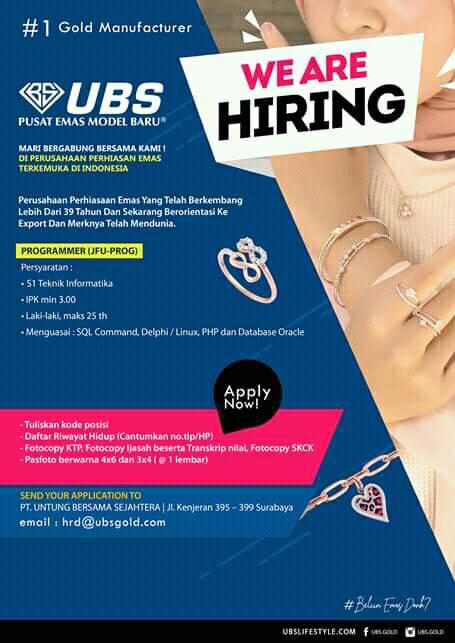 #1 Gold Manufacturer
WE ARE
HIRING
UBS
PUSAT EMAS MODEL BARU®
MARI BERGABUNG BERSAMA KAMI !
DI PERUSAHAAN PERHIASAN EMAS
TERKEMUKA DI INDONESIA
Perusahaan Perhiasaan Emas Yang Telah Berkembang
Lebih Dari 39 Tahun Dan Sekarang Berorientasi Ke
Export Dan Merknya Telah Mendunia.
PROGRAMMER (JFU-PROG)
Persyaratan :
• S1 Teknik Informatika
• IPK min 3.00
• Laki-laki, maks 25 th
• Menguasai : SQL Command, Delphi / Linux, PHP dan Database Oracle
Apply
Now!
- Tuliskan kode posisi
- Daftar Riwayat Hidup (Cantumkan no.tlp/HP)
- Fotocopy KTP, Fotocopy Ijasah beserta Transkrip nilai, Fotocopy SKCK
- Pasfoto berwarna 4x6 dan 3x4 ( @ 1 lembar)
SEND YOUR APPLICATION TO
PT. UNTUNG BERSAMA SEJAHTERA | Jl. Kenjeran 395 – 399 Surabaya
email : hrd@ubsgold.com
#Beliin Emas Donk?
UBSLIFESTYLE.COM | UBS.GOLD UBS.GOLD